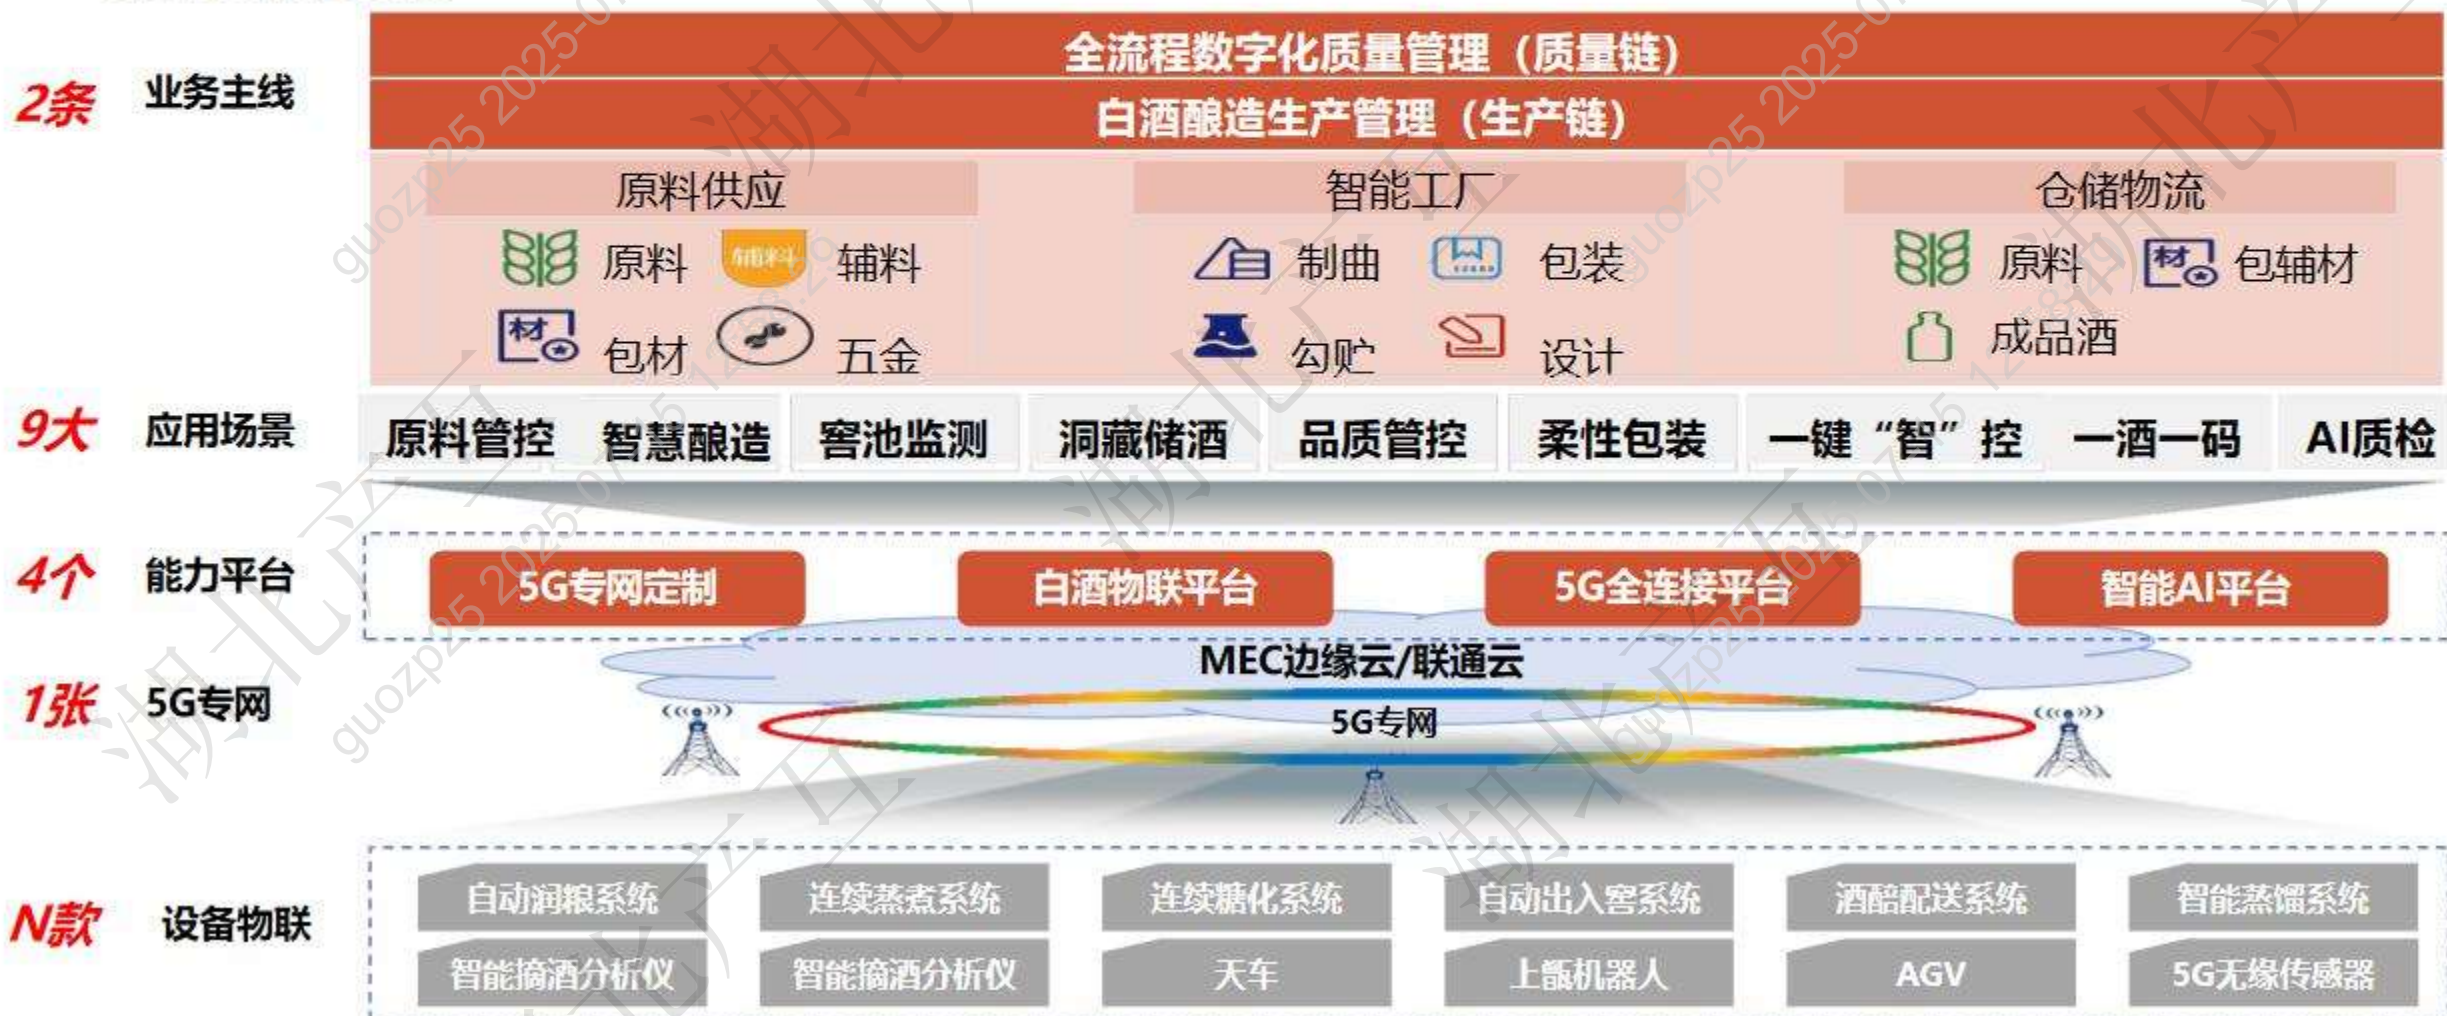 全流程数字化质量管理（质量链）
2条 业务主线
白酒酿造生产管理（生产链）
原料供应 智能工厂 仓储物流
原料 辅料 辅料 制曲 包装 原料 材 包辅材
材 包材 五金 勾贮 设计 成品酒
9大 应用场景 原料管控 智慧酿造 窖池监测 洞藏储酒 品质管控 柔性包装 一键“智”控 一酒一码 AI质检
4个 能力平台 5G专网定制 白酒物联平台 5G全连接平台 智能AI平台
MEC边缘云/联通云
1张 5G专网 5G专网
自动润粮系统 连续蒸煮系统 连续糖化系统 自动出入窖系统 酒醅配送系统 智能蒸馏系统
N款 设备物联
智能摘酒分析仪 智能摘酒分析仪 天车 上甑机器人 AGV 5G无缘传感器
湖北产互